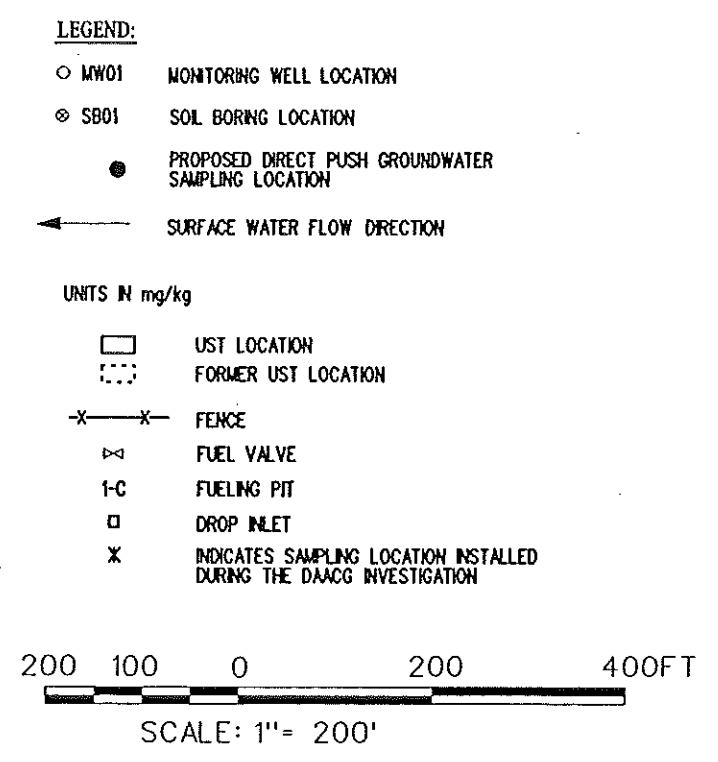 LEGEND:
MW01 MONITORING WELL LOCATION
SB01 SOIL BORING LOCATION
PROPOSED DIRECT PUSH GROUNDWATER
SAMPLING LOCATION
SURFACE WATER FLOW DIRECTION
UNITS IN mg/kg
UST LOCATION
FORMER UST LOCATION
-X-X- FENCE
FUEL VALVE
1-C FUELING PIT
DROP INLET
INDICATES SAMPLING LOCATION INSTALLED
DURING THE DAACG INVESTIGATION
200 100 0 200 400FT
SCALE: 1"= 200'